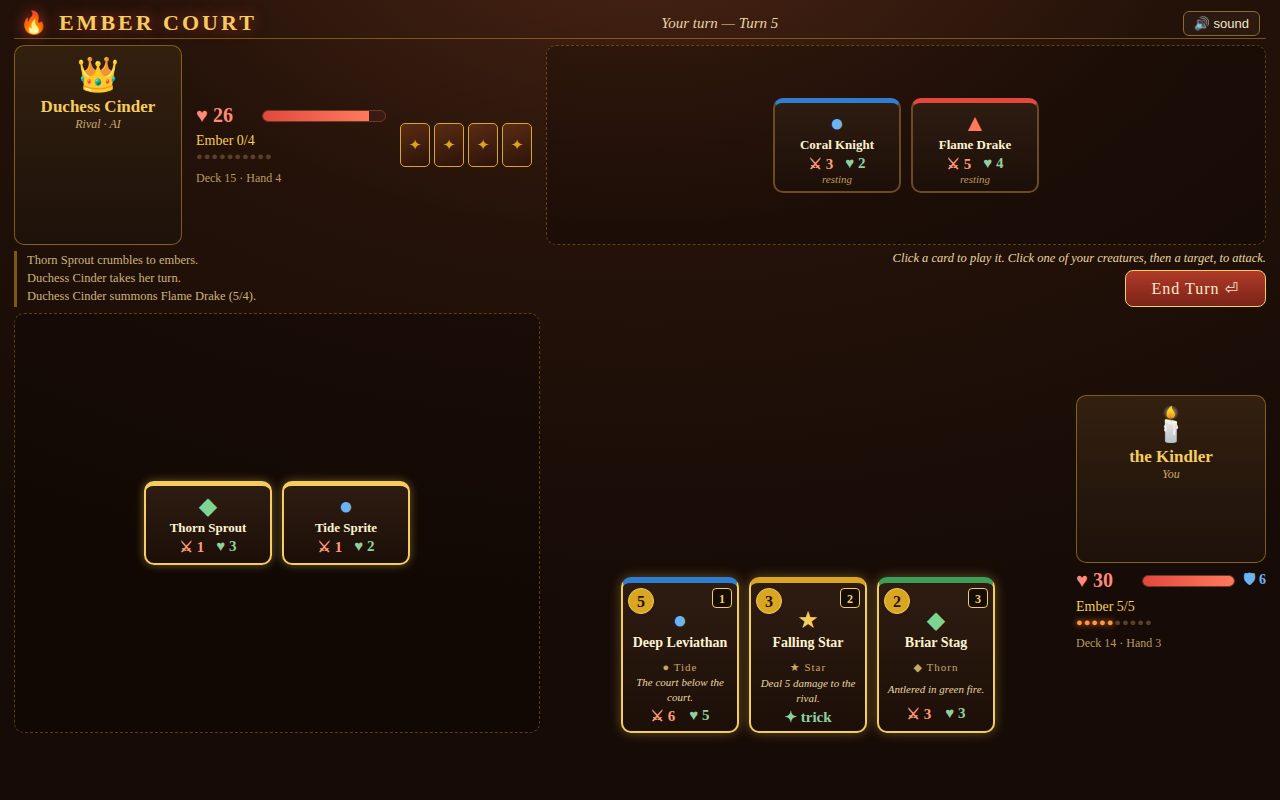 EMBER COURT
Your turn — Turn 5
🔊 sound
Duchess Cinder
Rival · AI
♥ 26
Ember 0/4
Deck 15 · Hand 4
Coral Knight
⚔ 3 ♥ 2
resting
Flame Drake
⚔ 5 ♥ 4
resting
Thorn Sprout crumbles to embers.
Duchess Cinder takes her turn.
Duchess Cinder summons Flame Drake (5/4).
Click a card to play it. Click one of your creatures, then a target, to attack.
End Turn ⏎
Thorn Sprout
⚔ 1 ♥ 3
Tide Sprite
⚔ 1 ♥ 2
5 1
Deep Leviathan
● Tide
The court below the
court.
⚔ 6 ♥ 5
3 2
Falling Star
★ Star
Deal 5 damage to the
rival.
✦ trick
2 3
Briar Stag
◆ Thorn
Antlered in green fire.
⚔ 3 ♥ 3
the Kindler
You
♥ 30 🛡 6
Ember 5/5
Deck 14 · Hand 3